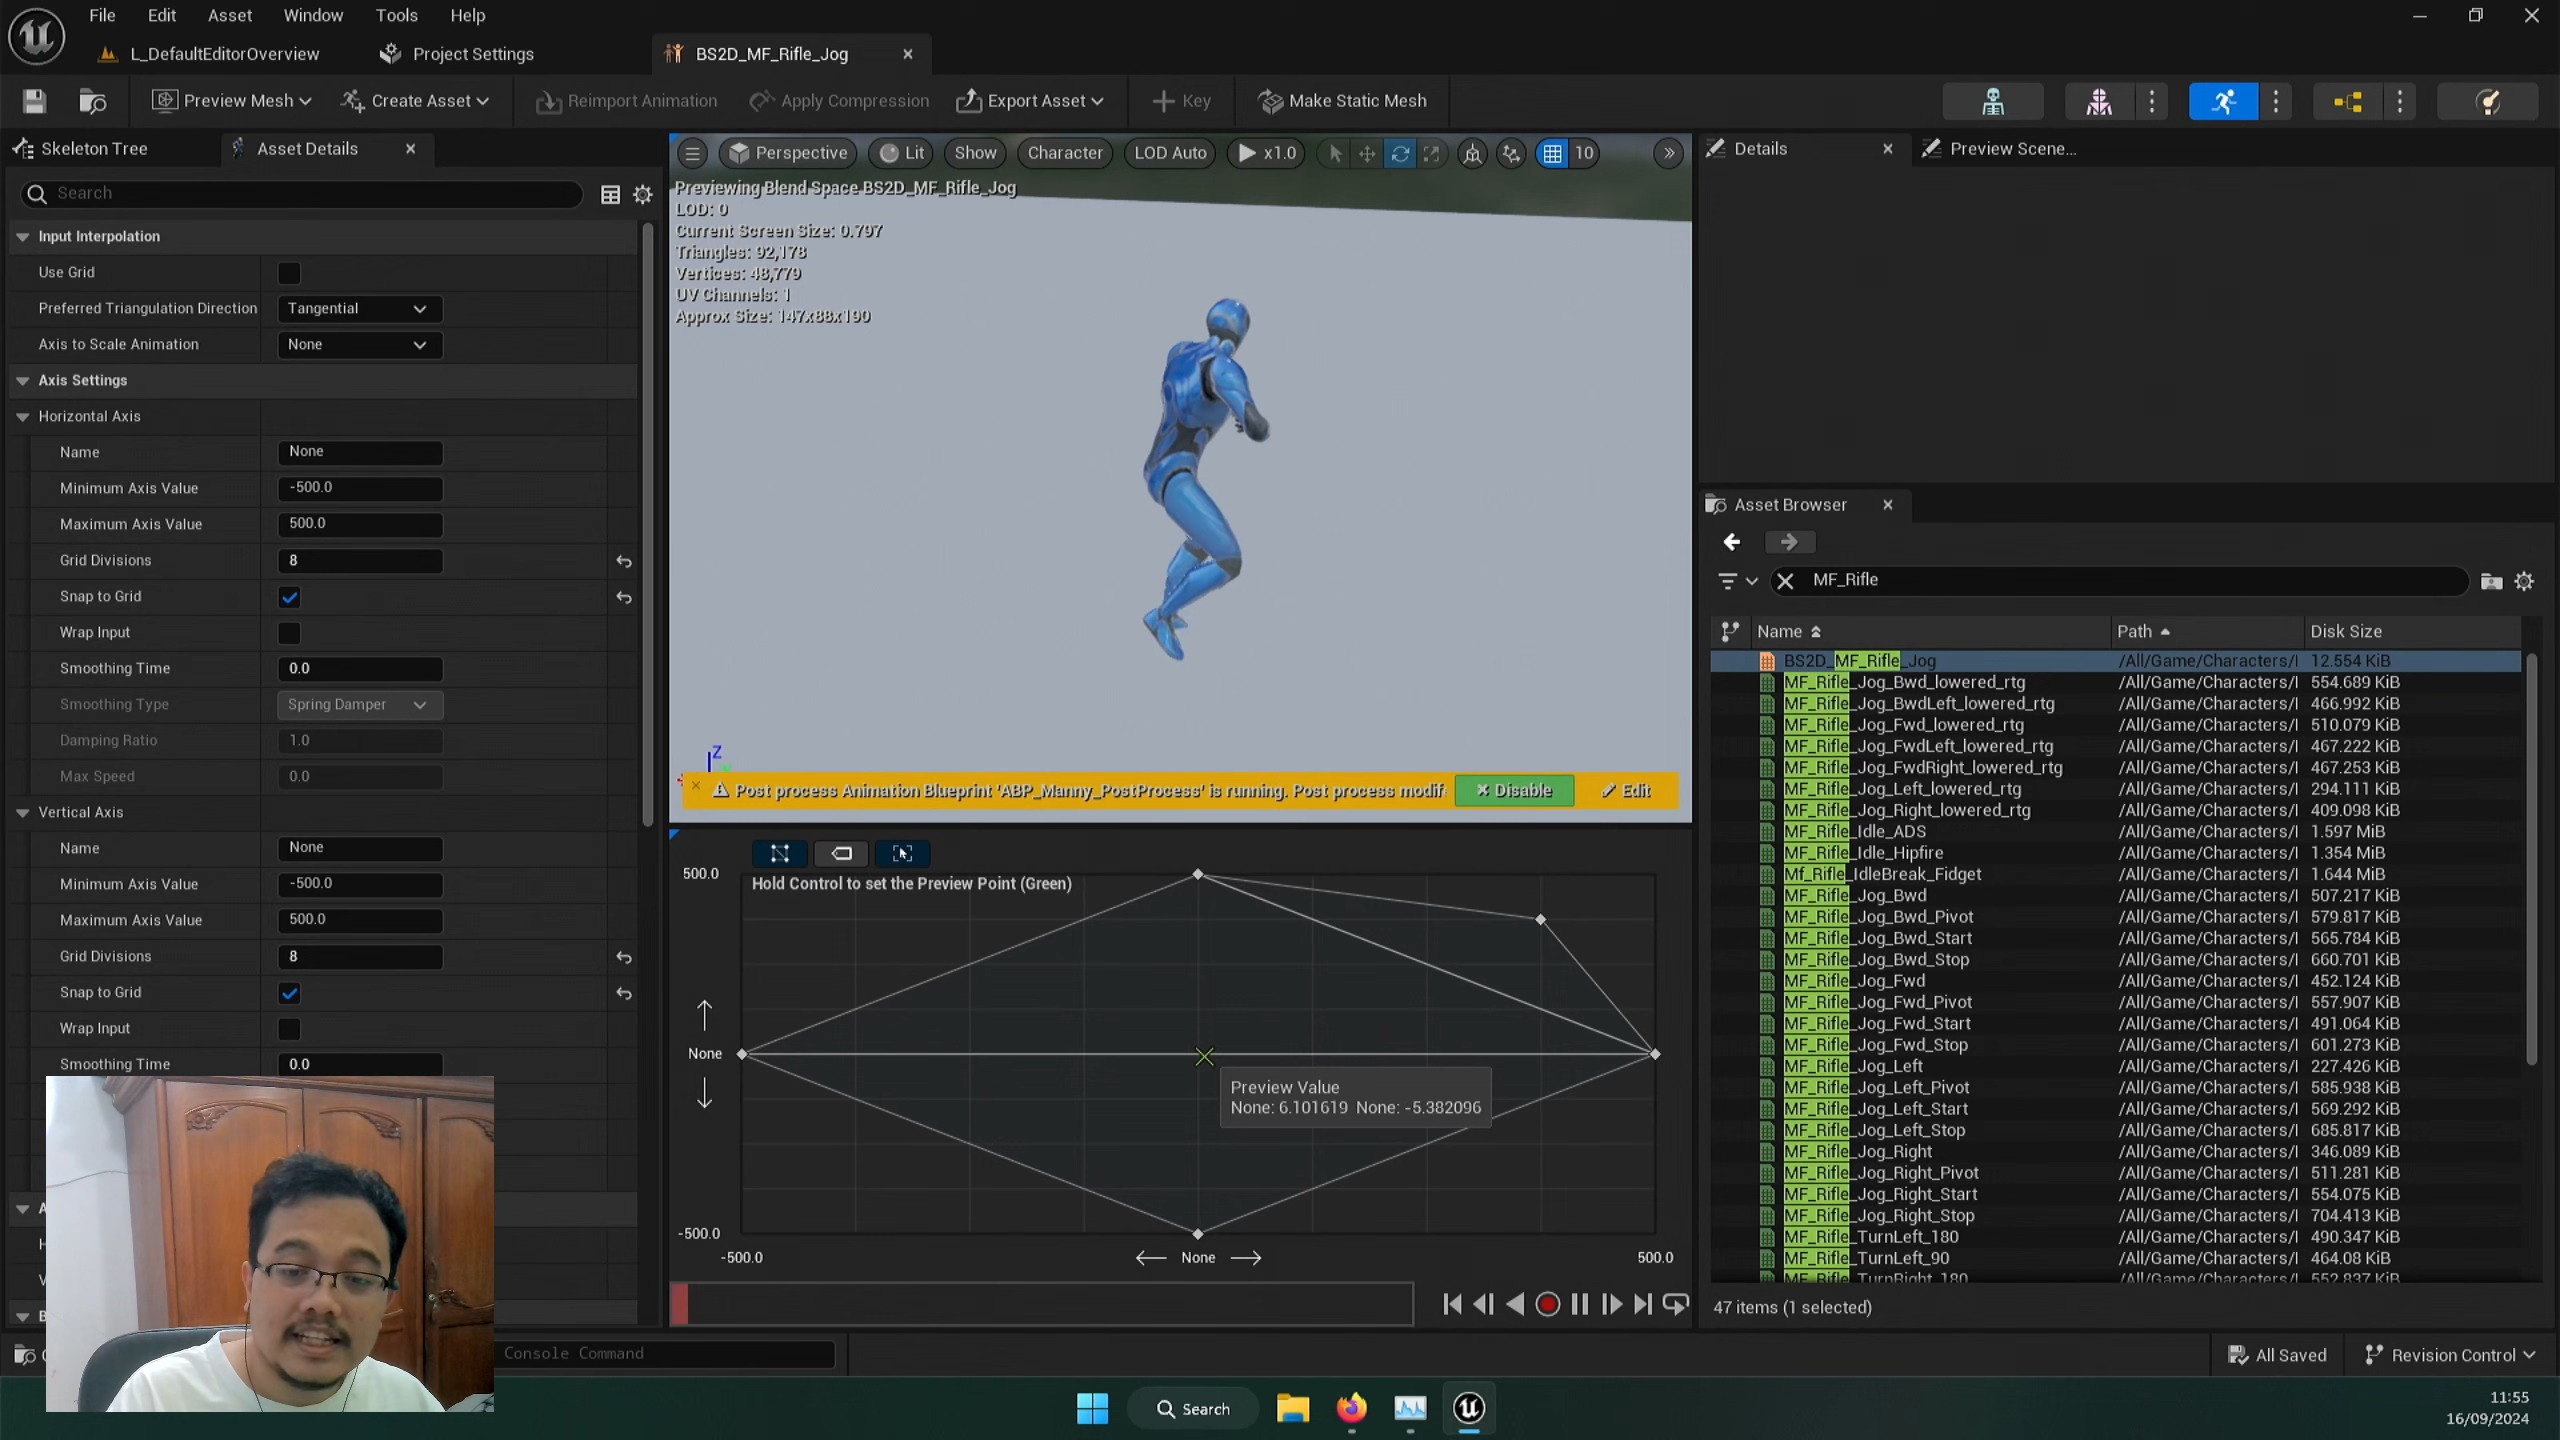 File Edit Asset Window Tools Help
L_DefaultEditorOverview Project Settings BS2D_MF_Rifle_Jog
Preview Mesh Create Asset Reimport Animation Apply Compression Export Asset Key Make Static Mesh
Skeleton Tree Asset Details
Search
Input Interpolation
Use Grid
Preferred Triangulation Direction Tangential
Axis to Scale Animation None
Axis Settings
Horizontal Axis
Name None
Minimum Axis Value -500.0
Maximum Axis Value 500.0
Grid Divisions 8
Snap to Grid
Wrap Input
Smoothing Time 0.0
Smoothing Type Spring Damper
Damping Ratio 1.0
Max Speed 0.0
Vertical Axis
Name None
Minimum Axis Value -500.0
Maximum Axis Value 500.0
Grid Divisions 8
Snap to Grid
Wrap Input
Smoothing Time 0.0
Perspective Lit Show Character LOD Auto x1.0 10
Previewing Blend Space BS2D_MF_Rifle_Jog
LOD: 0
Current Screen Size: 0.797
Triangles: 92,178
Vertices: 48,779
UV Channels: 1
Approx Size: 147x88x190
Z
Post process Animation Blueprint 'ABP_Manny_PostProcess' is running. Post process modif Disable Edit
500.0
Hold Control to set the Preview Point (Green)
None
Preview Value
None: 6.101619 None: -5.382096
-500.0
-500.0 None 500.0
Details Preview Scene...
Asset Browser
MF_Rifle
Name Path Disk Size
BS2D_MF_Rifle_Jog /All/Game/Characters/I 12.554 KiB
MF_Rifle_Jog_Bwd_lowered_rtg /All/Game/Characters/I 554.689 KiB
MF_Rifle_Jog_BwdLeft_lowered_rtg /All/Game/Characters/I 466.992 KiB
MF_Rifle_Jog_Fwd_lowered_rtg /All/Game/Characters/I 510.079 KiB
MF_Rifle_Jog_FwdLeft_lowered_rtg /All/Game/Characters/I 467.222 KiB
MF_Rifle_Jog_FwdRight_lowered_rtg /All/Game/Characters/I 467.253 KiB
MF_Rifle_Jog_Left_lowered_rtg /All/Game/Characters/I 294.111 KiB
MF_Rifle_Jog_Right_lowered_rtg /All/Game/Characters/I 409.098 KiB
MF_Rifle_Idle_ADS /All/Game/Characters/I 1.597 MiB
MF_Rifle_Idle_Hipfire /All/Game/Characters/I 1.354 MiB
Mf_Rifle_IdleBreak_Fidget /All/Game/Characters/I 1.644 MiB
MF_Rifle_Jog_Bwd /All/Game/Characters/I 507.217 KiB
MF_Rifle_Jog_Bwd_Pivot /All/Game/Characters/I 579.817 KiB
MF_Rifle_Jog_Bwd_Start /All/Game/Characters/I 565.784 KiB
MF_Rifle_Jog_Bwd_Stop /All/Game/Characters/I 660.701 KiB
MF_Rifle_Jog_Fwd /All/Game/Characters/I 452.124 KiB
MF_Rifle_Jog_Fwd_Pivot /All/Game/Characters/I 557.907 KiB
MF_Rifle_Jog_Fwd_Start /All/Game/Characters/I 491.064 KiB
MF_Rifle_Jog_Fwd_Stop /All/Game/Characters/I 601.273 KiB
MF_Rifle_Jog_Left /All/Game/Characters/I 227.426 KiB
MF_Rifle_Jog_Left_Pivot /All/Game/Characters/I 585.938 KiB
MF_Rifle_Jog_Left_Start /All/Game/Characters/I 569.292 KiB
MF_Rifle_Jog_Left_Stop /All/Game/Characters/I 685.817 KiB
MF_Rifle_Jog_Right /All/Game/Characters/I 346.089 KiB
MF_Rifle_Jog_Right_Pivot /All/Game/Characters/I 511.281 KiB
MF_Rifle_Jog_Right_Start /All/Game/Characters/I 554.075 KiB
MF_Rifle_Jog_Right_Stop /All/Game/Characters/I 704.413 KiB
MF_Rifle_TurnLeft_180 /All/Game/Characters/I 490.347 KiB
MF_Rifle_TurnLeft_90 /All/Game/Characters/I 464.08 KiB
MF_Rifle_TurnRight_180 /All/Game/Characters/I 552.837 KiB
47 items (1 selected)
Console Command All Saved Revision Control
Search
11:55
16/09/2024